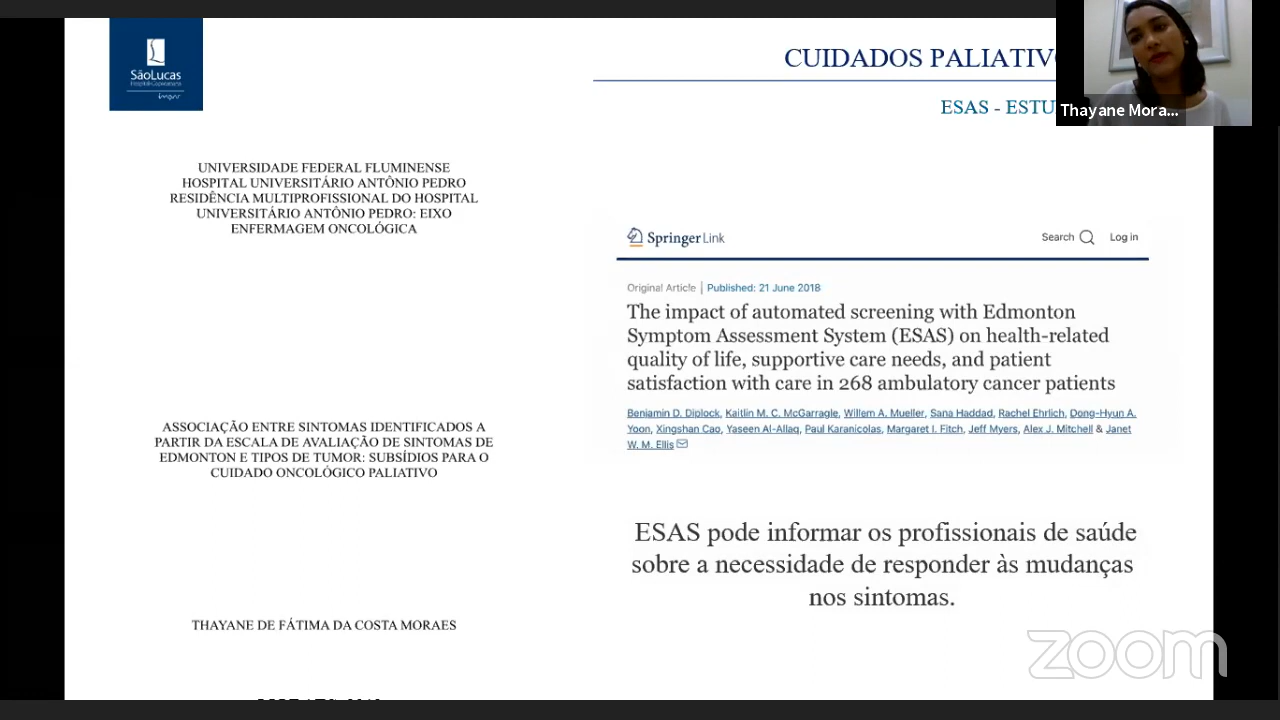 SãoLucas
Hospital-Copacabana
CUIDADOS PALIATIVO
ESAS - ESTU
Thayane Mora...
UNIVERSIDADE FEDERAL FLUMINENSE
HOSPITAL UNIVERSITÁRIO ANTÔNIO PEDRO
RESIDÊNCIA MULTIPROFISSIONAL DO HOSPITAL
UNIVERSITÁRIO ANTÔNIO PEDRO: EIXO
ENFERMAGEM ONCOLÓGICA
ASSOCIAÇÃO ENTRE SINTOMAS IDENTIFICADOS A
PARTIR DA ESCALA DE AVALIAÇÃO DE SINTOMAS DE
EDMONTON E TIPOS DE TUMOR: SUBSÍDIOS PARA O
CUIDADO ONCOLÓGICO PALIATIVO
THAYANE DE FÁTIMA DA COSTA MORAES
Springer Link
Search
Log in
Original Article | Published: 21 June 2018
The impact of automated screening with Edmonton
Symptom Assessment System (ESAS) on health-related
quality of life, supportive care needs, and patient
satisfaction with care in 268 ambulatory cancer patients
Benjamin D. Diplock, Kaitlin M. C. McGarragle, Willem A. Mueller, Sana Haddad, Rachel Ehrlich, Dong-Hyun A.
Yoon, Xingshan Cao, Yaseen Al-Allaq, Paul Karanicolas, Margaret I. Fitch, Jeff Myers, Alex J. Mitchell & Janet
W. M. Ellis
ESAS pode informar os profissionais de saúde
sobre a necessidade de responder às mudanças
nos sintomas.
zoom